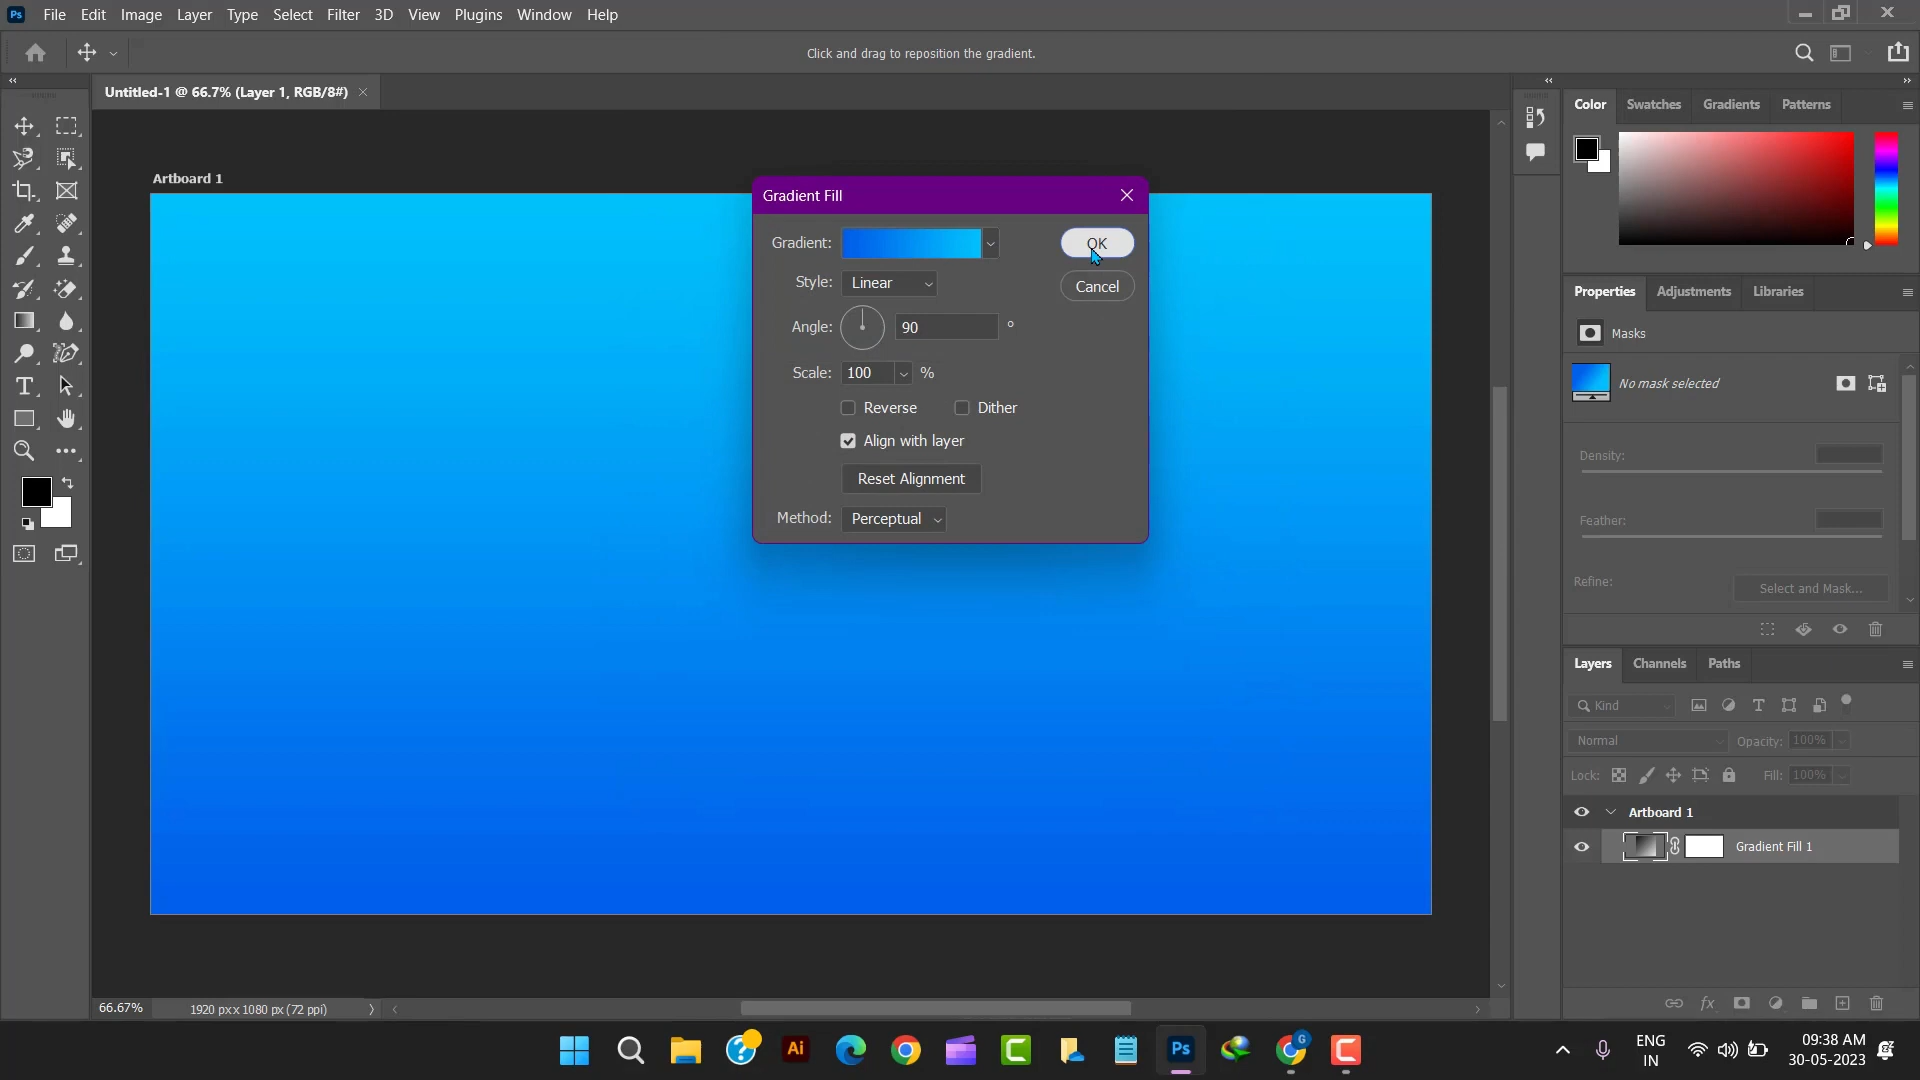 Ps File Edit Image Layer Type Select Filter 3D View Plugins Window Help
Click and drag to reposition the gradient.
Untitled-1 @ 66.7% (Layer 1, RGB/8#)
Artboard 1
Gradient Fill
Gradient:
OK
Style: Linear
Cancel
Angle: 90 °
Scale: 100 %
Reverse Dither
Align with layer
Reset Alignment
Method: Perceptual
Color Swatches Gradients Patterns
Properties Adjustments Libraries
Masks
No mask selected
Density:
Feather:
Refine: Select and Mask...
Layers Channels Paths
Kind
Normal Opacity: 100%
Lock: Fill: 100%
Artboard 1
Gradient Fill 1
fx
66.67% 1920 px x 1080 px (72 ppi)
Ai Ps G
ENG
IN
09:38 AM
30-05-2023